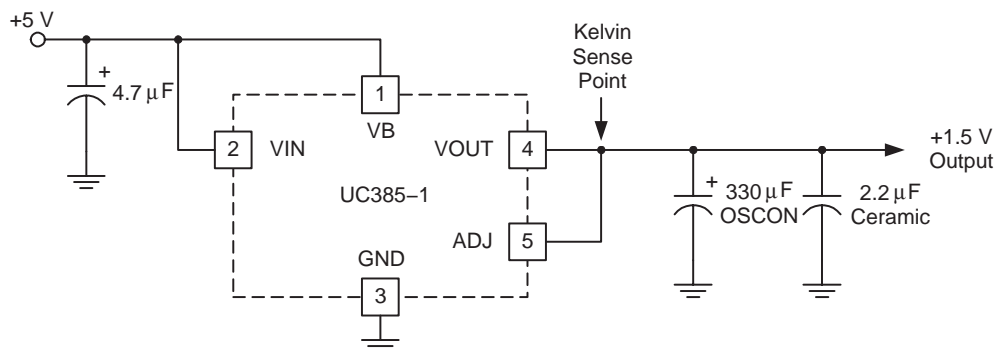 +5 V
Kelvin
Sense
Point
+
4.7 µF
1
VB
2
VIN
VOUT
4
+1.5 V
Output
UC385–1
+
330 µF
OSCON
2.2 µF
Ceramic
ADJ
5
GND
3